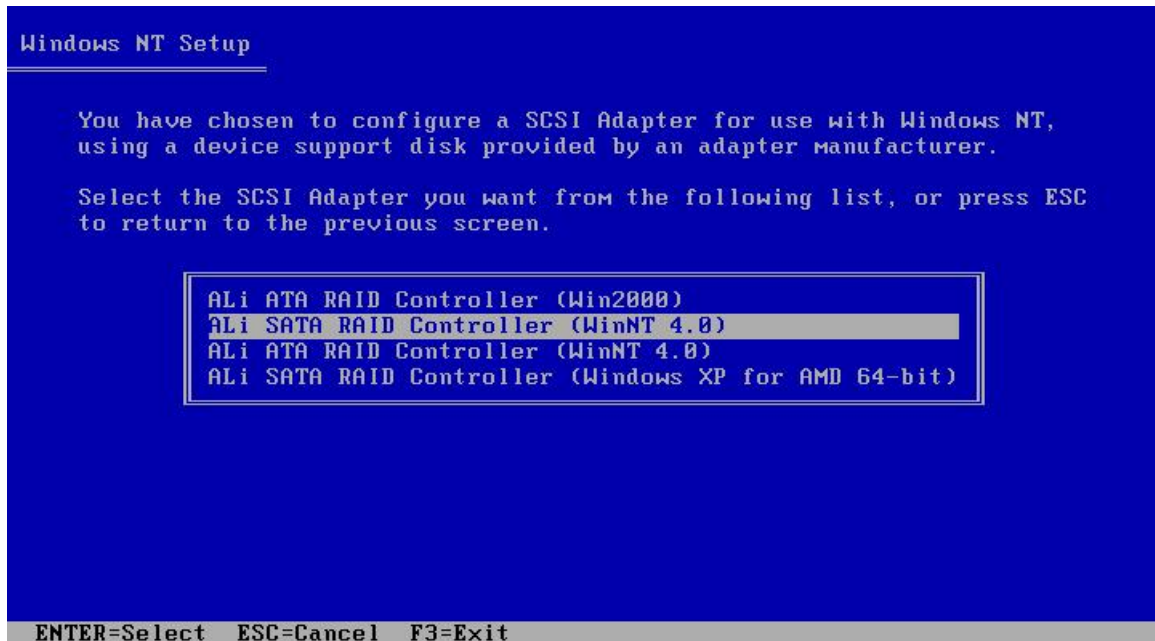 Windows NT Setup
You have chosen to configure a SCSI Adapter for use with Windows NT,
using a device support disk provided by an adapter manufacturer.
Select the SCSI Adapter you want from the following list, or press ESC
to return to the previous screen.
ALi ATA RAID Controller (Win2000)
ALi SATA RAID Controller (WinNT 4.0)
ALi ATA RAID Controller (WinNT 4.0)
ALi SATA RAID Controller (Windows XP for AMD 64-bit)
ENTER=Select  ESC=Cancel  F3=Exit